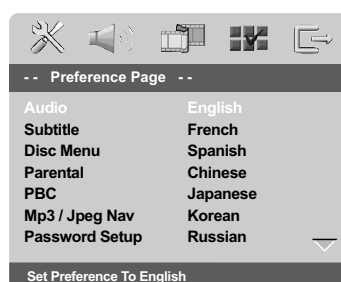 -- Preference Page --
Audio English
Subtitle French
Disc Menu Spanish
Parental Chinese
PBC Japanese
Mp3 / Jpeg Nav Korean
Password Setup Russian
Set Preference To English